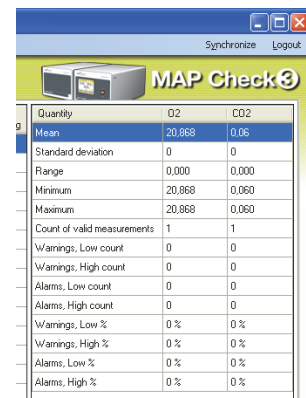 Synchronize Logout
MAP Check3
g
Quantity O2 CO2
Mean 20,868 0,06
Standard deviation 0 0
Range 0,000 0,000
Minimum 20,868 0,060
Maximum 20,868 0,060
Count of valid measurements 1 1
Warnings, Low count 0 0
Warnings, High count 0 0
Alarms, Low count 0 0
Alarms, High count 0 0
Warnings, Low % 0 % 0 %
Warnings, High % 0 % 0 %
Alarms, Low % 0 % 0 %
Alarms, High % 0 % 0 %